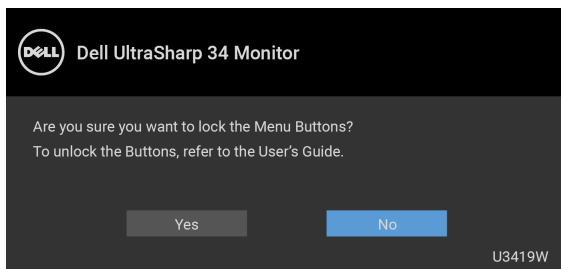 DELL
Dell UltraSharp 34 Monitor
Are you sure you want to lock the Menu Buttons?
To unlock the Buttons, refer to the User's Guide.
Yes
No
U3419W